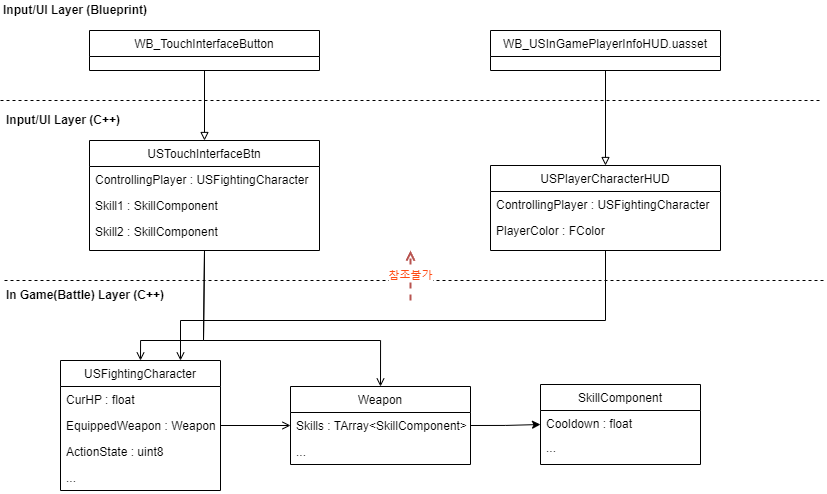 Input/UI Layer (Blueprint)
WB_TouchInterfaceButton
WB_USInGamePlayerInfoHUD.uasset
Input/UI Layer (C++)
USTouchInterfaceBtn
ControllingPlayer : USFightingCharacter
Skill1 : SkillComponent
Skill2 : SkillComponent
USPlayerCharacterHUD
ControllingPlayer : USFightingCharacter
PlayerColor : FColor
참조불가
In Game(Battle) Layer (C++)
USFightingCharacter
CurHP : float
EquippedWeapon : Weapon
ActionState : uint8
...
Weapon
Skills : TArray<SkillComponent>
...
SkillComponent
Cooldown : float
...